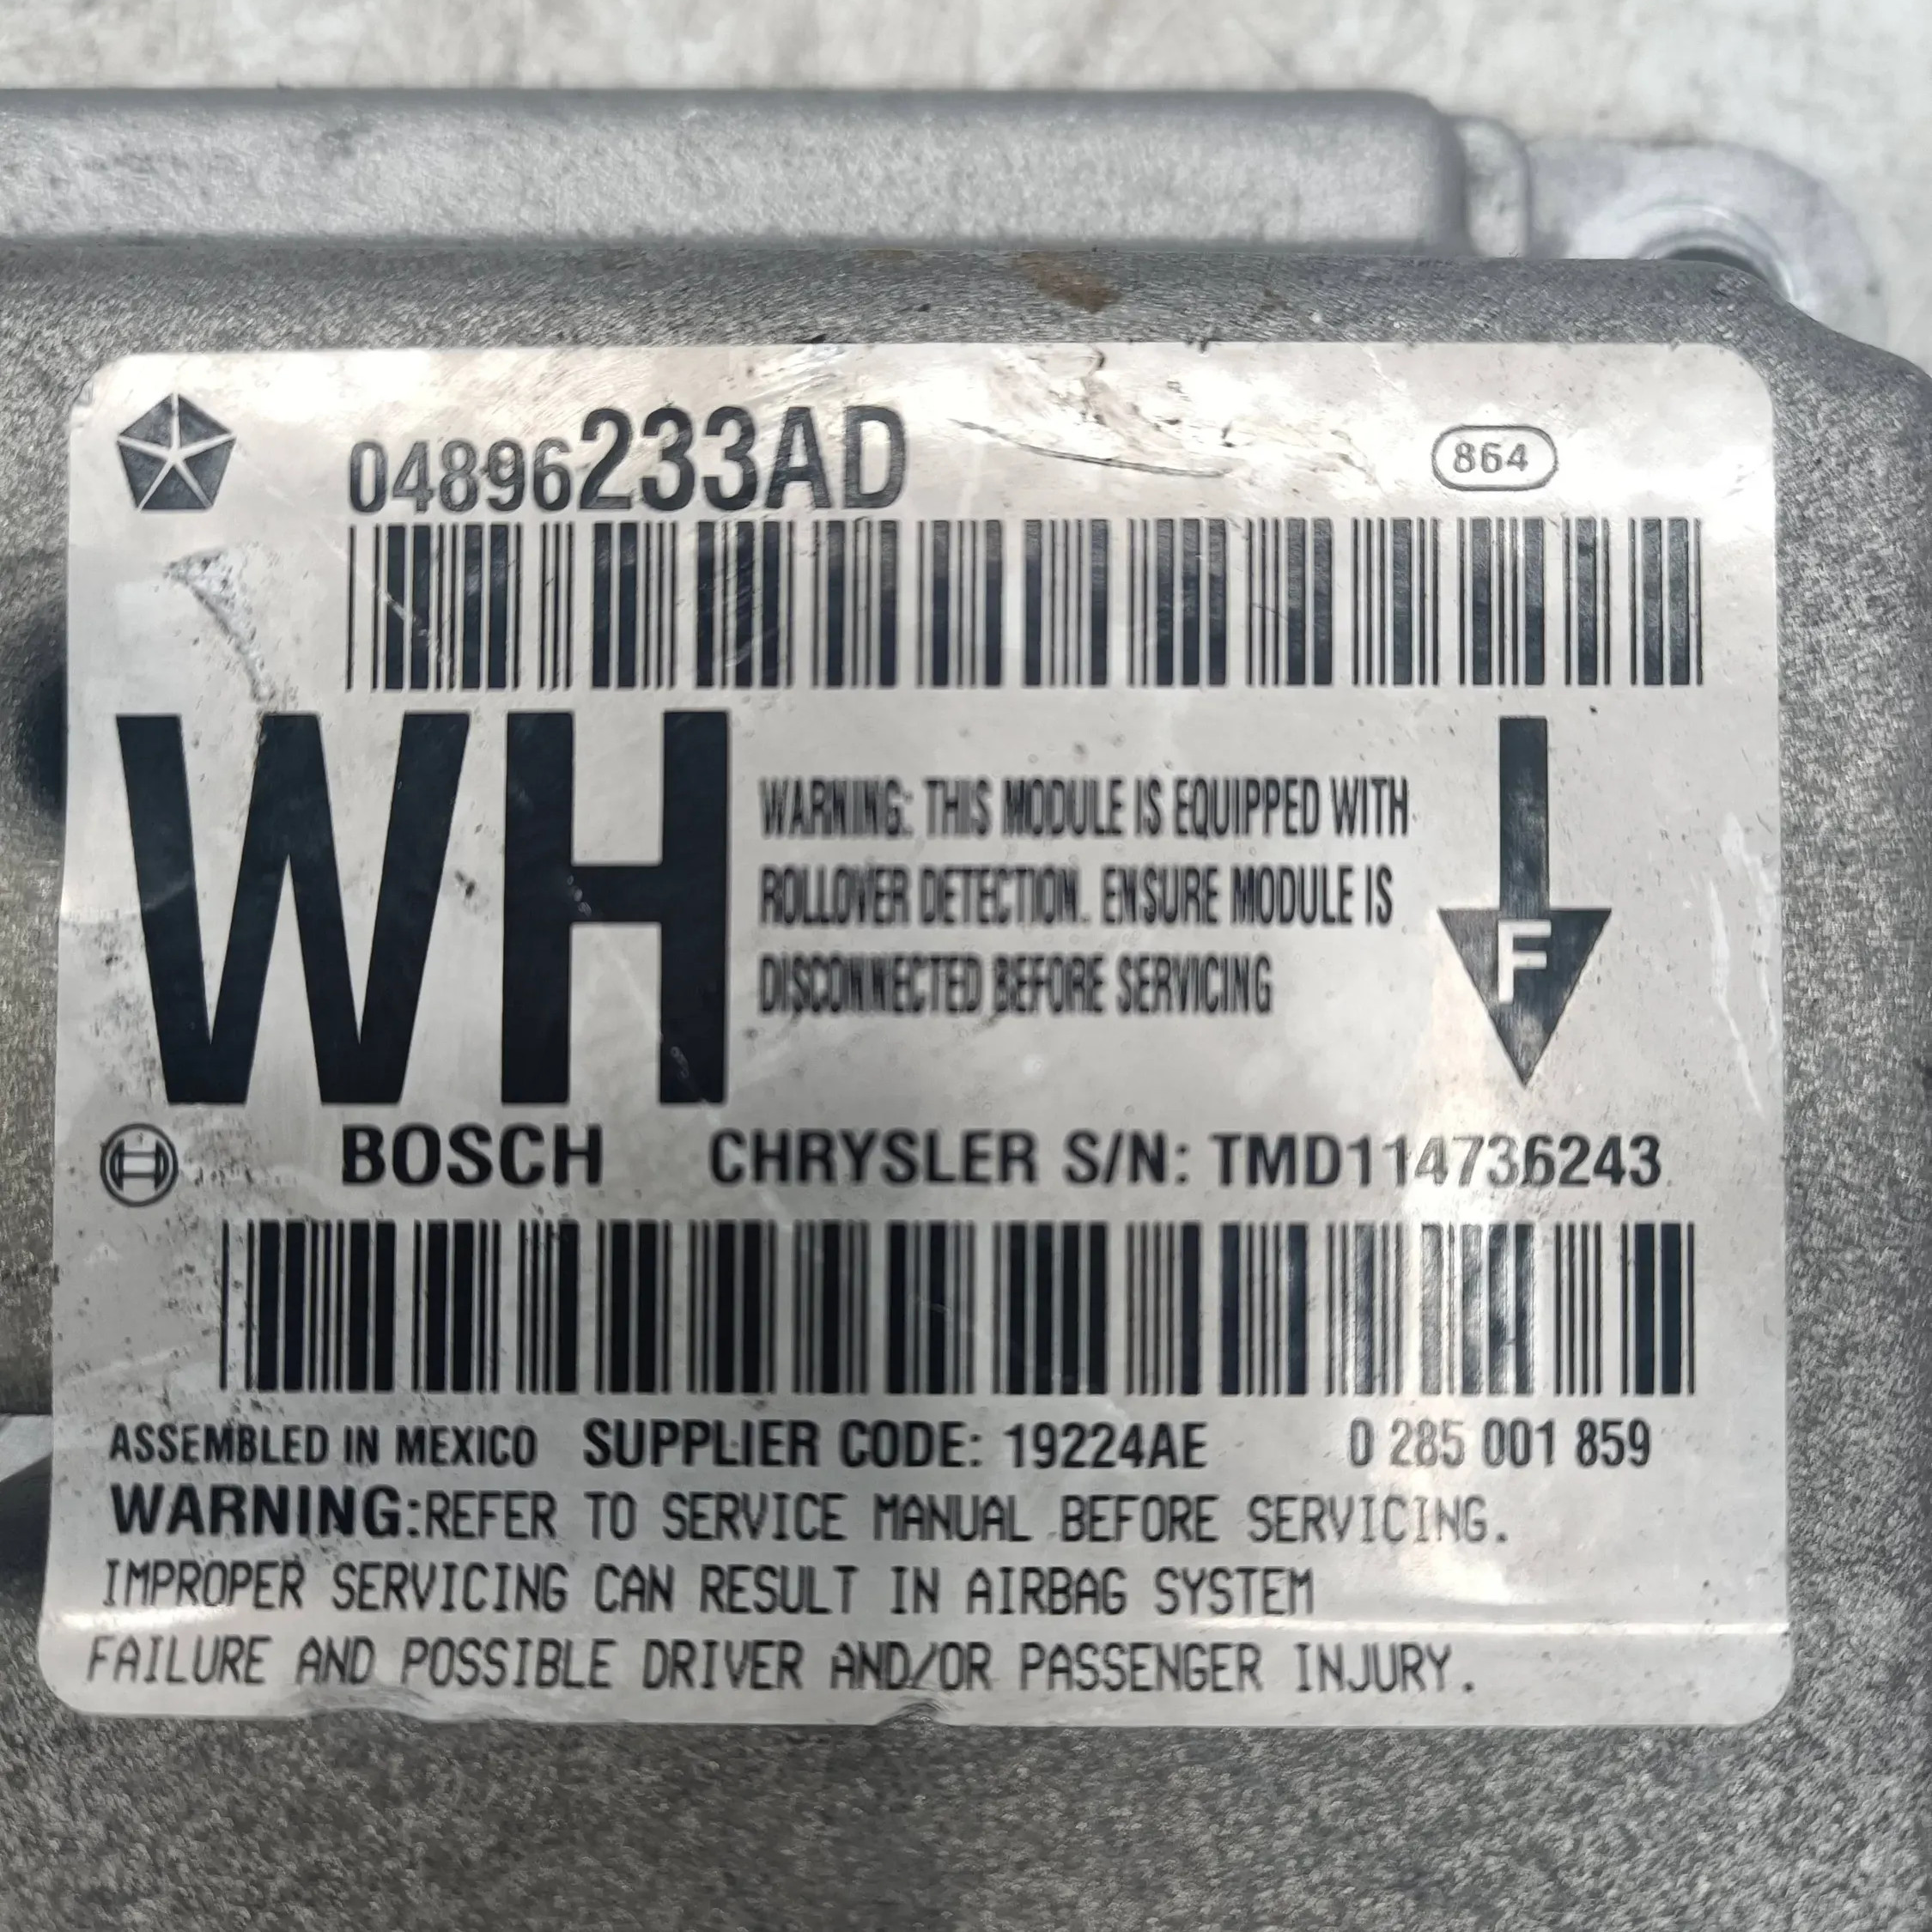 04896233AD
864
WH
WARNING: THIS MODULE IS EQUIPPED WITH
ROLLOVER DETECTION. ENSURE MODULE IS
DISCONNECTED BEFORE SERVICING
F
BOSCH CHRYSLER S/N: TMD114736243
ASSEMBLED IN MEXICO SUPPLIER CODE: 19224AE 0 285 001 859
WARNING:REFER TO SERVICE MANUAL BEFORE SERVICING.
IMPROPER SERVICING CAN RESULT IN AIRBAG SYSTEM
FAILURE AND POSSIBLE DRIVER AND/OR PASSENGER INJURY.